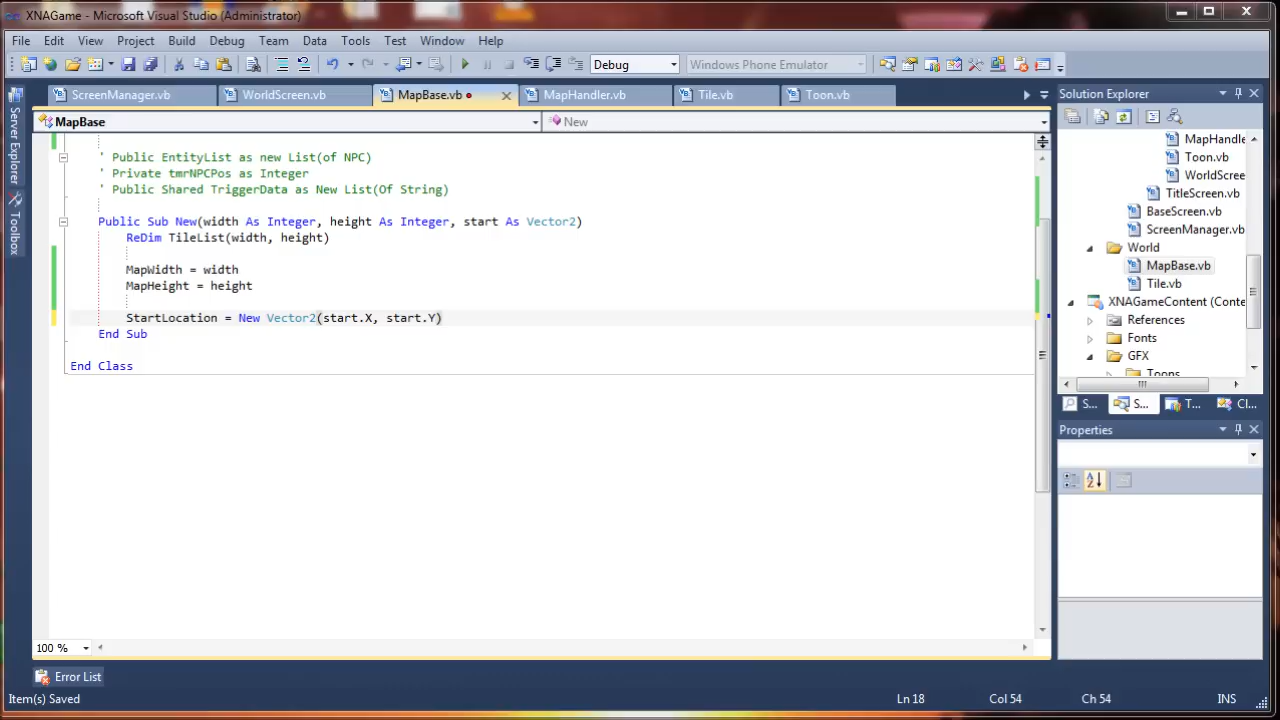 XNAGame - Microsoft Visual Studio (Administrator)
File Edit View Project Build Debug Team Data Tools Test Window Help
Debug Windows Phone Emulator
ScreenManager.vb WorldScreen.vb MapBase.vb MapHandler.vb Tile.vb Toon.vb
MapBase New
' Public EntityList as new List(of NPC)
' Private tmrNPCPos as Integer
' Public Shared TriggerData as New List(Of String)
Public Sub New(width As Integer, height As Integer, start As Vector2)
ReDim TileList(width, height)
MapWidth = width
MapHeight = height
StartLocation = New Vector2(start.X, start.Y)
End Sub
End Class
100 %
Server Explorer
Toolbox
Solution Explorer
MapHandle
Toon.vb
WorldScree
TitleScreen.vb
BaseScreen.vb
ScreenManager.vb
World
MapBase.vb
Tile.vb
XNAGameContent (Conte
References
Fonts
GFX
Toons
S... S... T... Cl...
Properties
Error List
Item(s) Saved Ln 18 Col 54 Ch 54 INS